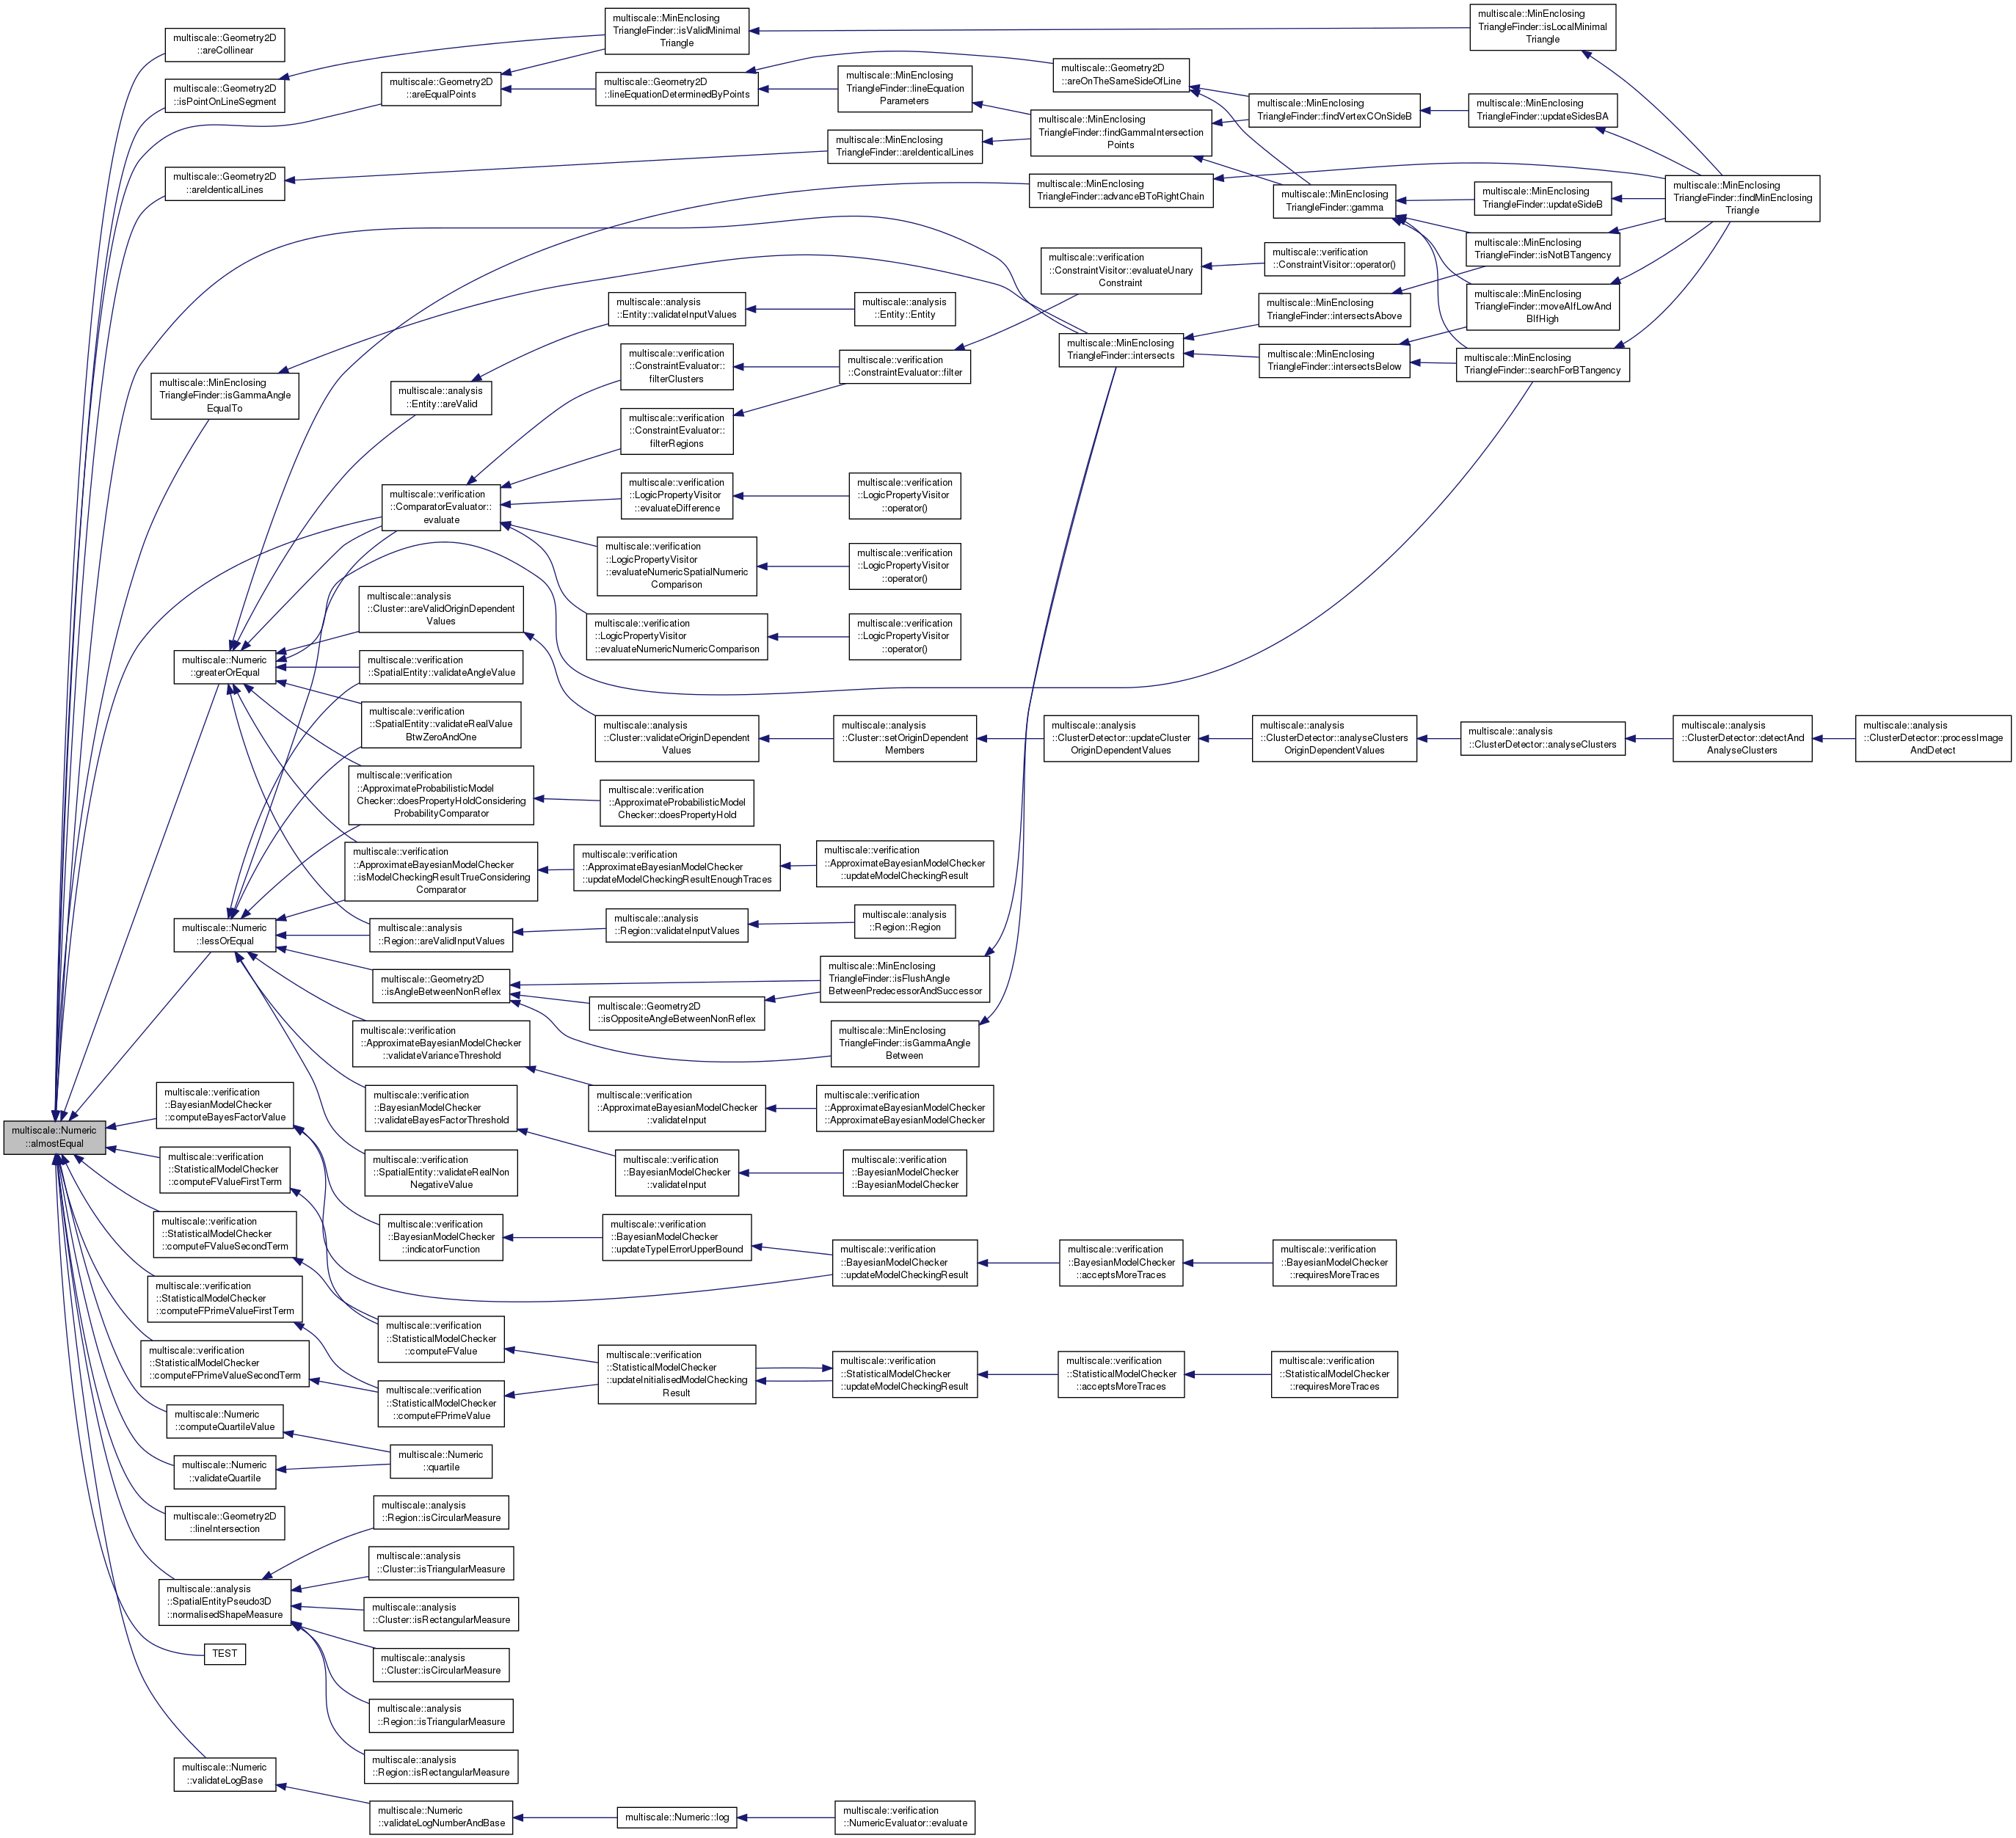 multiscale::Numeric
::almostEqual
multiscale::Geometry2D
::areCollinear
multiscale::Geometry2D
::isPointOnLineSegment
multiscale::Geometry2D
::areEqualPoints
multiscale::Geometry2D
::areIdenticalLines
multiscale::MinEnclosing
TriangleFinder::isValidMinimal
Triangle
multiscale::Geometry2D
::lineEquationDeterminedByPoints
multiscale::MinEnclosing
TriangleFinder::lineEquation
Parameters
multiscale::MinEnclosing
TriangleFinder::areIdenticalLines
multiscale::Geometry2D
::areOnTheSameSideOfLine
multiscale::MinEnclosing
TriangleFinder::findGammaIntersection
Points
multiscale::MinEnclosing
TriangleFinder::advanceBToRightChain
multiscale::MinEnclosing
TriangleFinder::findVertexCOnSideB
multiscale::MinEnclosing
TriangleFinder::gamma
multiscale::MinEnclosing
TriangleFinder::isLocalMinimal
Triangle
multiscale::MinEnclosing
TriangleFinder::updateSidesBA
multiscale::MinEnclosing
TriangleFinder::updateSideB
multiscale::MinEnclosing
TriangleFinder::isNotBTangency
multiscale::MinEnclosing
TriangleFinder::moveAIfLowAnd
BIfHigh
multiscale::MinEnclosing
TriangleFinder::searchForBTangency
multiscale::MinEnclosing
TriangleFinder::findMinEnclosing
Triangle
multiscale::verification
::ConstraintVisitor::evaluateUnary
Constraint
multiscale::verification
::ConstraintVisitor::operator()
multiscale::MinEnclosing
TriangleFinder::intersectsAbove
multiscale::MinEnclosing
TriangleFinder::intersectsBelow
multiscale::MinEnclosing
TriangleFinder::intersects
multiscale::MinEnclosing
TriangleFinder::isGammaAngle
EqualTo
multiscale::analysis
::Entity::areValid
multiscale::analysis
::Entity::validateInputValues
multiscale::analysis
::Entity::Entity
multiscale::verification
::ConstraintEvaluator::
filterClusters
multiscale::verification
::ConstraintEvaluator::filter
multiscale::verification
::ConstraintEvaluator::
filterRegions
multiscale::verification
::ComparatorEvaluator::
evaluate
multiscale::verification
::LogicPropertyVisitor
::evaluateDifference
multiscale::verification
::LogicPropertyVisitor
::operator()
multiscale::verification
::LogicPropertyVisitor
::evaluateNumericSpatialNumeric
Comparison
multiscale::verification
::LogicPropertyVisitor
::operator()
multiscale::verification
::LogicPropertyVisitor
::evaluateNumericNumericComparison
multiscale::verification
::LogicPropertyVisitor
::operator()
multiscale::Numeric
::greaterOrEqual
multiscale::analysis
::Cluster::areValidOriginDependent
Values
multiscale::verification
::SpatialEntity::validateAngleValue
multiscale::verification
::SpatialEntity::validateRealValue
BtwZeroAndOne
multiscale::analysis
::Cluster::validateOriginDependent
Values
multiscale::analysis
::Cluster::setOriginDependent
Members
multiscale::analysis
::ClusterDetector::updateCluster
OriginDependentValues
multiscale::analysis
::ClusterDetector::analyseClusters
OriginDependentValues
multiscale::analysis
::ClusterDetector::analyseClusters
multiscale::analysis
::ClusterDetector::detectAnd
AnalyseClusters
multiscale::analysis
::ClusterDetector::processImage
AndDetect
multiscale::verification
::ApproximateProbabilisticModel
Checker::doesPropertyHoldConsidering
ProbabilityComparator
multiscale::verification
::ApproximateProbabilisticModel
Checker::doesPropertyHold
multiscale::verification
::ApproximateBayesianModelChecker
::isModelCheckingResultTrueConsidering
Comparator
multiscale::verification
::ApproximateBayesianModelChecker
::updateModelCheckingResultEnoughTraces
multiscale::verification
::ApproximateBayesianModelChecker
::updateModelCheckingResult
multiscale::Numeric
::lessOrEqual
multiscale::analysis
::Region::areValidInputValues
multiscale::analysis
::Region::validateInputValues
multiscale::analysis
::Region::Region
multiscale::Geometry2D
::isAngleBetweenNonReflex
multiscale::Geometry2D
::isOppositeAngleBetweenNonReflex
multiscale::MinEnclosing
TriangleFinder::isFlushAngle
BetweenPredecessorAndSuccessor
multiscale::MinEnclosing
TriangleFinder::isGammaAngle
Between
multiscale::verification
::ApproximateBayesianModelChecker
::validateVarianceThreshold
multiscale::verification
::ApproximateBayesianModelChecker
::validateInput
multiscale::verification
::ApproximateBayesianModelChecker
::ApproximateBayesianModelChecker
multiscale::verification
::BayesianModelChecker
::validateBayesFactorThreshold
multiscale::verification
::BayesianModelChecker
::validateInput
multiscale::verification
::BayesianModelChecker
::BayesianModelChecker
multiscale::verification
::SpatialEntity::validateRealNon
NegativeValue
multiscale::verification
::BayesianModelChecker
::computeBayesFactorValue
multiscale::verification
::StatisticalModelChecker
::computeFValueFirstTerm
multiscale::verification
::StatisticalModelChecker
::computeFValueSecondTerm
multiscale::verification
::StatisticalModelChecker
::computeFPrimeValueFirstTerm
multiscale::verification
::StatisticalModelChecker
::computeFPrimeValueSecondTerm
multiscale::verification
::BayesianModelChecker
::indicatorFunction
multiscale::verification
::BayesianModelChecker
::updateTypeIErrorUpperBound
multiscale::verification
::BayesianModelChecker
::updateModelCheckingResult
multiscale::verification
::BayesianModelChecker
::acceptsMoreTraces
multiscale::verification
::BayesianModelChecker
::requiresMoreTraces
multiscale::verification
::StatisticalModelChecker
::computeFValue
multiscale::verification
::StatisticalModelChecker
::computeFPrimeValue
multiscale::verification
::StatisticalModelChecker
::updateInitialisedModelChecking
Result
multiscale::verification
::StatisticalModelChecker
::updateModelCheckingResult
multiscale::verification
::StatisticalModelChecker
::acceptsMoreTraces
multiscale::verification
::StatisticalModelChecker
::requiresMoreTraces
multiscale::Numeric
::computeQuartileValue
multiscale::Numeric
::validateQuartile
multiscale::Numeric
::quartile
multiscale::Geometry2D
::lineIntersection
multiscale::analysis
::SpatialEntityPseudo3D
::normalisedShapeMeasure
multiscale::analysis
::Region::isCircularMeasure
multiscale::analysis
::Cluster::isTriangularMeasure
multiscale::analysis
::Cluster::isRectangularMeasure
multiscale::analysis
::Cluster::isCircularMeasure
multiscale::analysis
::Region::isTriangularMeasure
multiscale::analysis
::Region::isRectangularMeasure
TEST
multiscale::Numeric
::validateLogBase
multiscale::Numeric
::validateLogNumberAndBase
multiscale::Numeric::log
multiscale::verification
::NumericEvaluator::evaluate